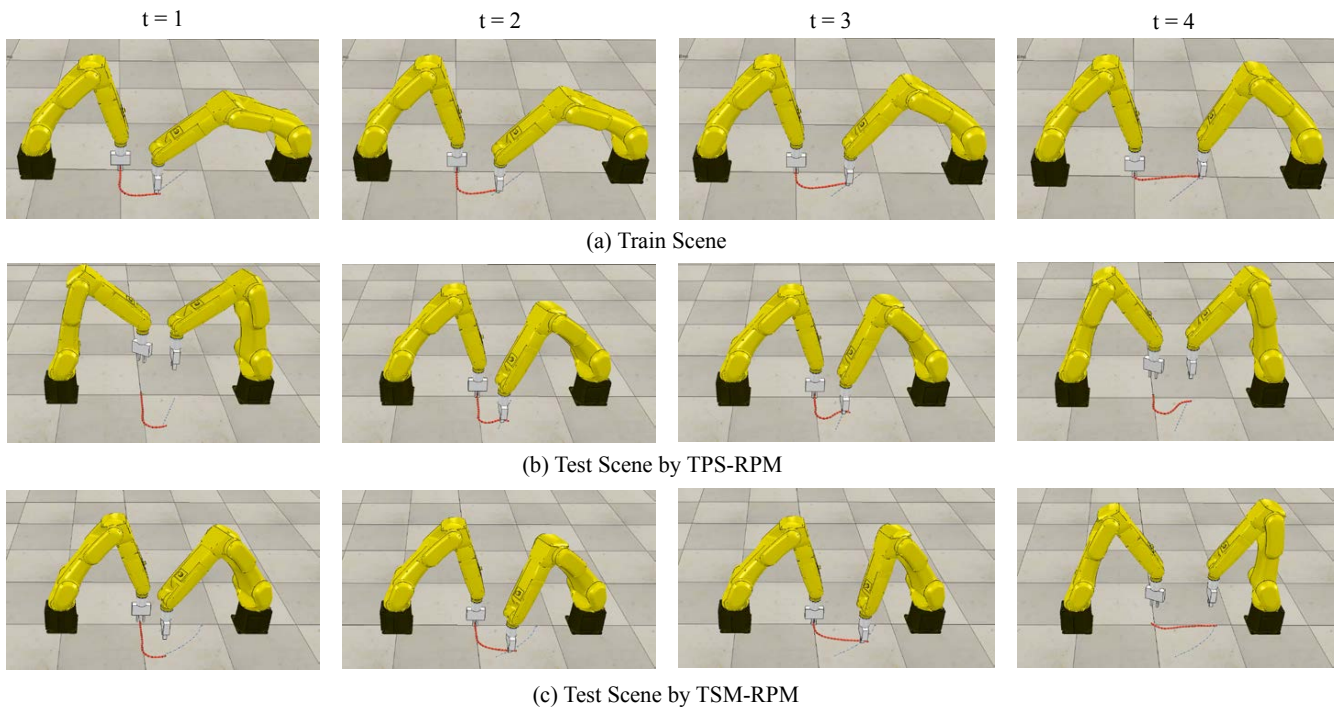 t = 1
t = 2
t = 3
t = 4
(a) Train Scene
(b) Test Scene by TPS-RPM
(c) Test Scene by TSM-RPM